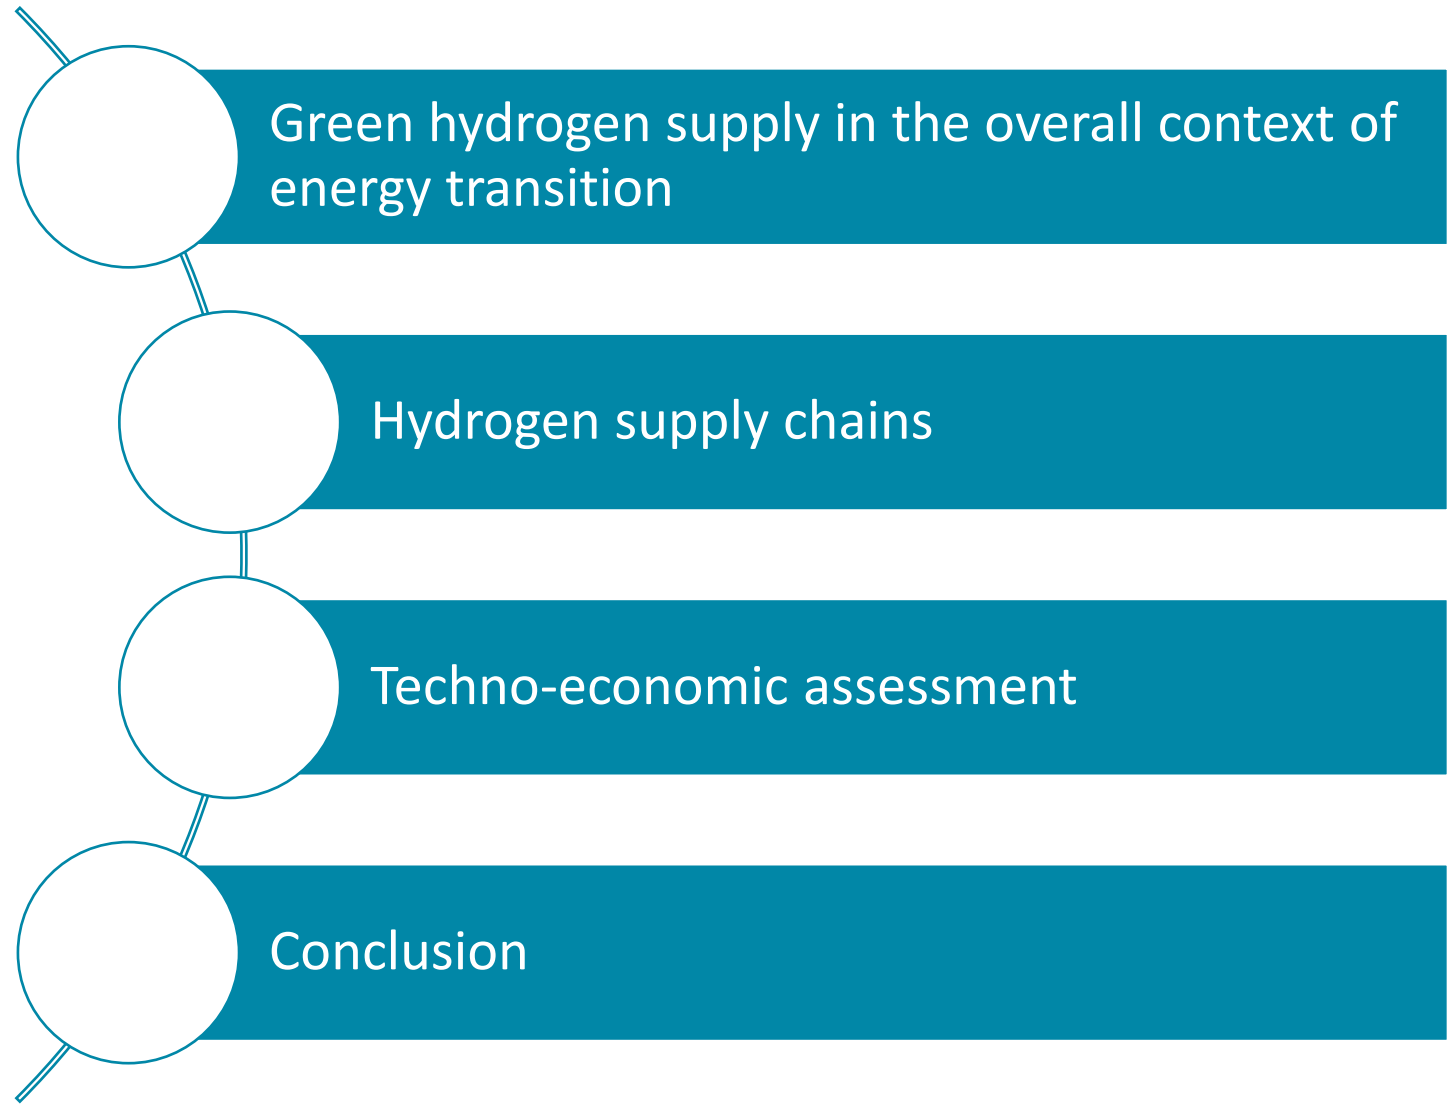 Green hydrogen supply in the overall context of
energy transition
Hydrogen supply chains
Techno-economic assessment
Conclusion